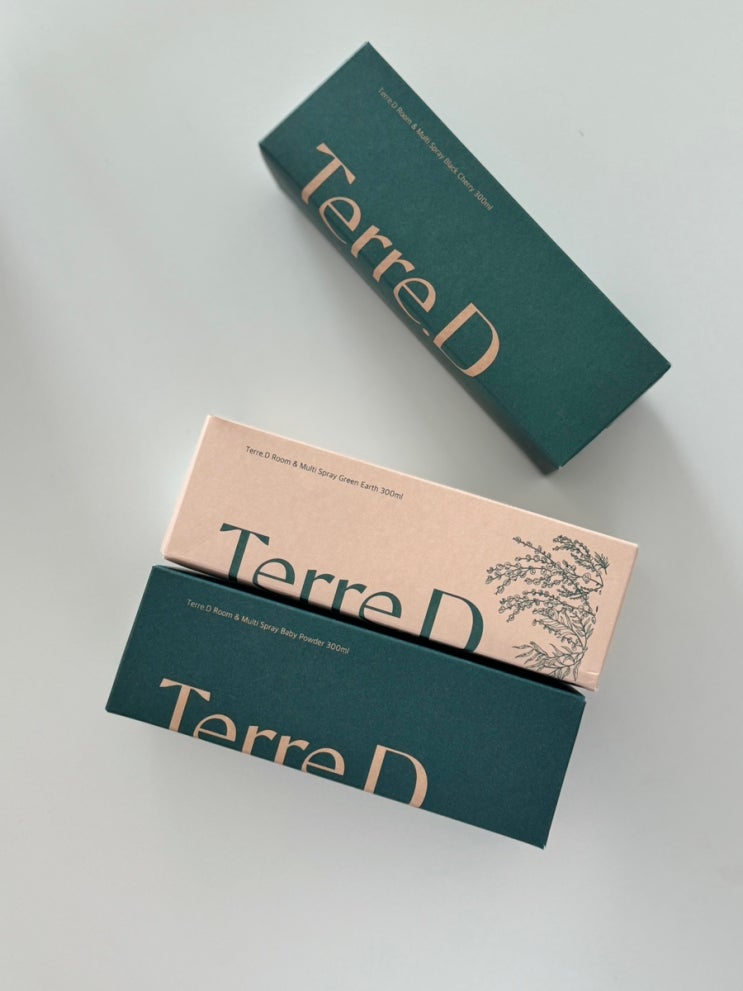 Terre.D Room & Multi Spray Black Cherry 300ml
Terre.D
Terre.D Room & Multi Spray Green Earth 300ml
Terre.D
Terre.D Room & Multi Spray Baby Powder 300ml
Terre.D